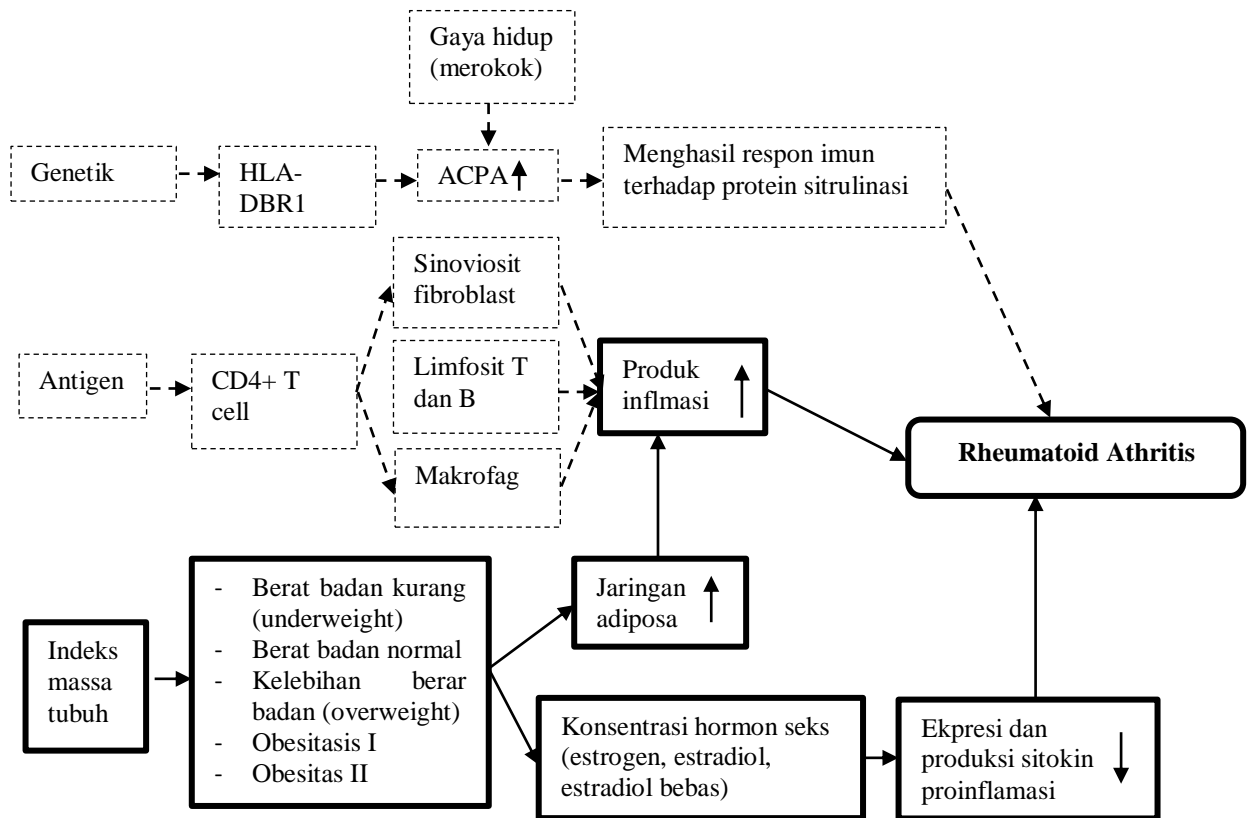 Gaya hidup
(merokok)
Genetik
HLA-
DBR1
ACPA
Menghasil respon imun
terhadap protein sitrulinasi
Sinoviosit
fibroblast
Antigen
CD4+ T
cell
Limfosit T
dan B
Produk
inflmasi
Makrofag
Rheumatoid Athritis
Indeks
massa
tubuh
- Berat badan kurang
(underweight)
- Berat badan normal
- Kelebihan berar
badan (overweight)
- Obesitasis I
- Obesitas II
Jaringan
adiposa
Konsentrasi hormon seks
(estrogen, estradiol,
estradiol bebas)
Ekpresi dan
produksi sitokin
proinflamasi